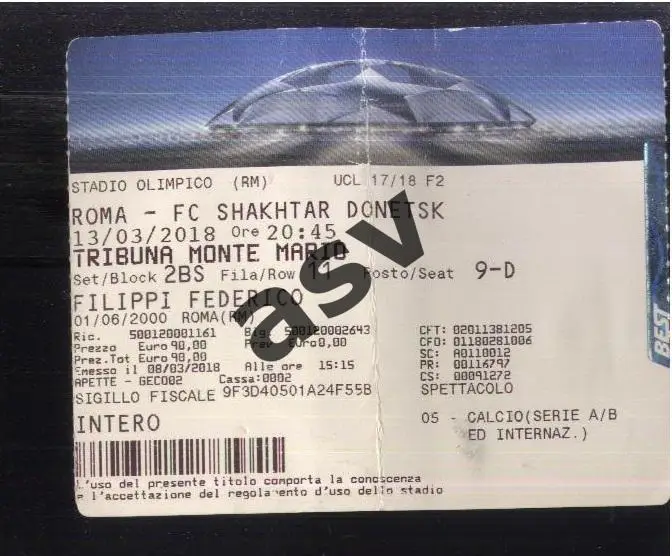 STADIO OLIMPICO (RM) UCL 17/18 F2
ROMA - FC SHAKHTAR DONETSK
13/03/2018 Ore 20:45
TRIBUNA MONTE MARIO
Set/Block 2BS Fila/Row 11 Posto/Seat 9-D
FILIPPI FEDERICO
01/06/2000 ROMA(RM)
Ric. 500120001161 Big. 500120002643
Prezzo Euro 90,00 Prev Euro 0,00
Prez.Tot Euro 90,00
Emesso il 08/03/2018 Alle ore 15:15
APETTE - GEC002 Cassa:0002
SIGILLO FISCALE 9F3D40501A24F55B
CFT: 02011381205
CFO: 01180281006
SC: A0110012
PR: 00116797
CS: 00091272
SPETTACOLO
INTERO
05 - CALCIO(SERIE A/B
ED INTERNAZ.)
L'uso del presente titolo comporta la conoscenza
e l'accettazione del regolamento d'uso dello stadio
BEST
asv